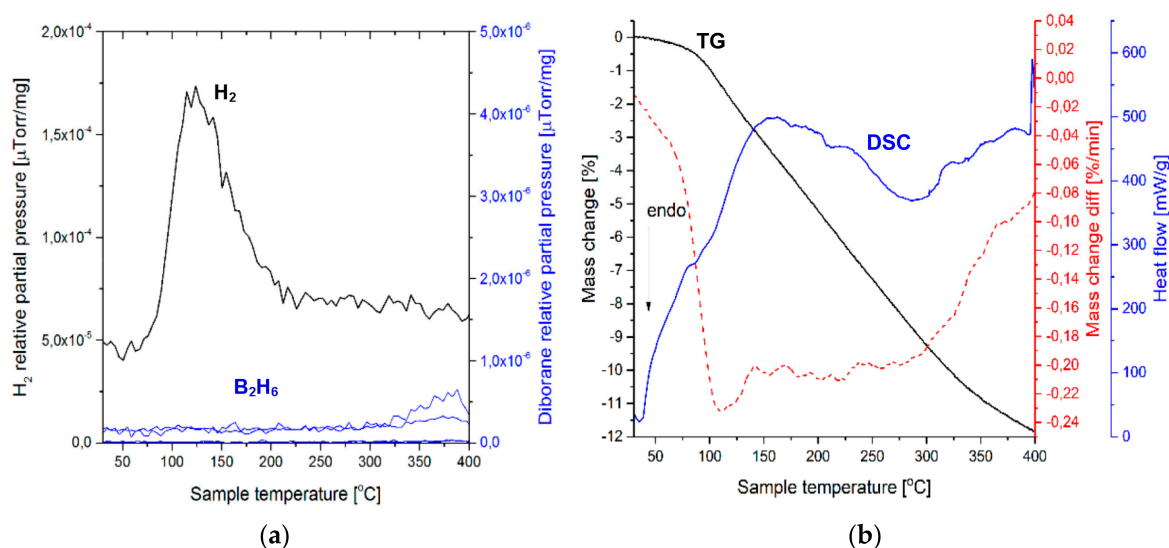 2,0x10⁻⁴
1,5x10⁻⁴
1,0x10⁻⁴
5,0x10⁻⁵
0,0
H₂ relative partial pressure [μTorr/mg]
H₂
B₂H₆
5,0x10⁻⁶
4,0x10⁻⁶
3,0x10⁻⁶
2,0x10⁻⁶
1,0x10⁻⁶
0,0
Diborane relative partial pressure [μTorr/mg]
50 100 150 200 250 300 350 400
Sample temperature [°C]
(a)
0
-1
-2
-3
-4
-5
-6
-7
-8
-9
-10
-11
-12
Mass change [%]
TG
DSC
endo
0,04
0,02
0,00
-0,02
-0,04
-0,06
-0,08
-0,10
-0,12
-0,14
-0,16
-0,18
-0,20
-0,22
-0,24
Mass change diff [%/min]
600
500
400
300
200
100
0
Heat flow [mW/g]
50 100 150 200 250 300 350 400
Sample temperature [°C]
(b)